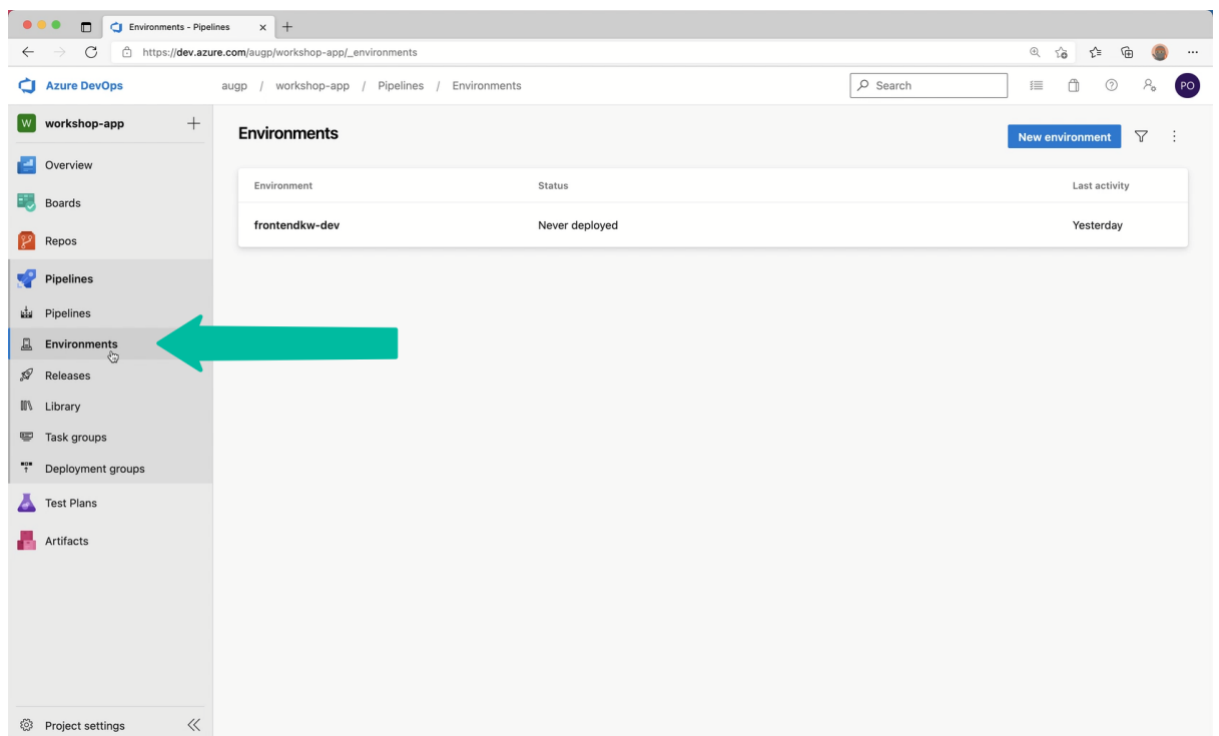 Environments - Pipelines
https://dev.azure.com/augp/workshop-app/_environments
Azure DevOps
augp / workshop-app / Pipelines / Environments
Search
PO
W workshop-app
Overview
Boards
Repos
Pipelines
Pipelines
Environments
Releases
Library
Task groups
Deployment groups
Test Plans
Artifacts
Project settings
Environments
New environment
Environment Status Last activity
frontendkw-dev Never deployed Yesterday